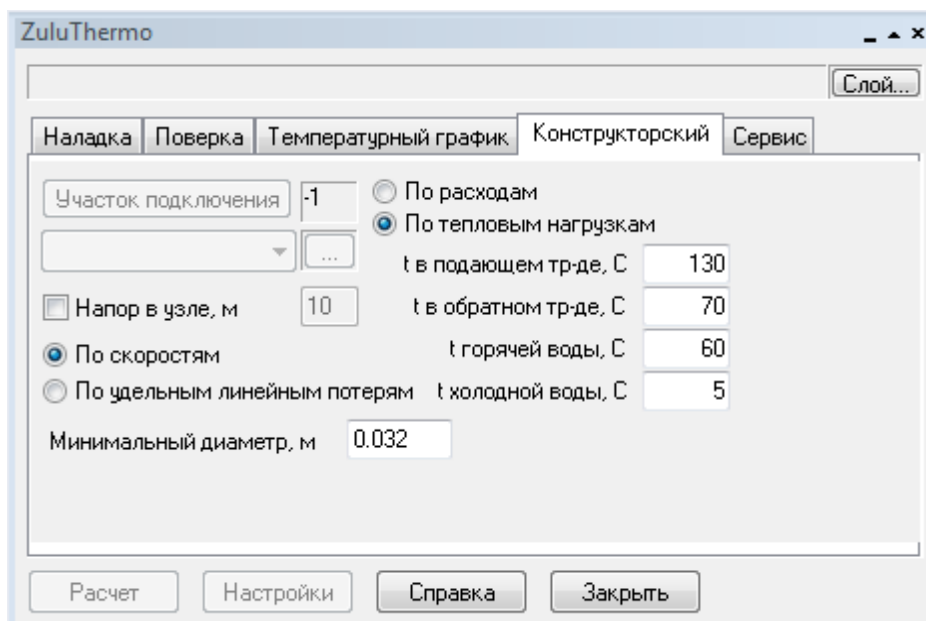 ZuluThermo
Слой...
Наладка Поверка Температурный график Конструкторский Сервис
Участок подключения -1 По расходам
По тепловым нагрузкам
...
t в подающем тр-де, С 130
Напор в узле, м 10 t в обратном тр-де, С 70
По скоростям t горячей воды, С 60
По удельным линейным потерям t холодной воды, С 5
Минимальный диаметр, м 0.032
Расчет Настройки Справка Закрыть